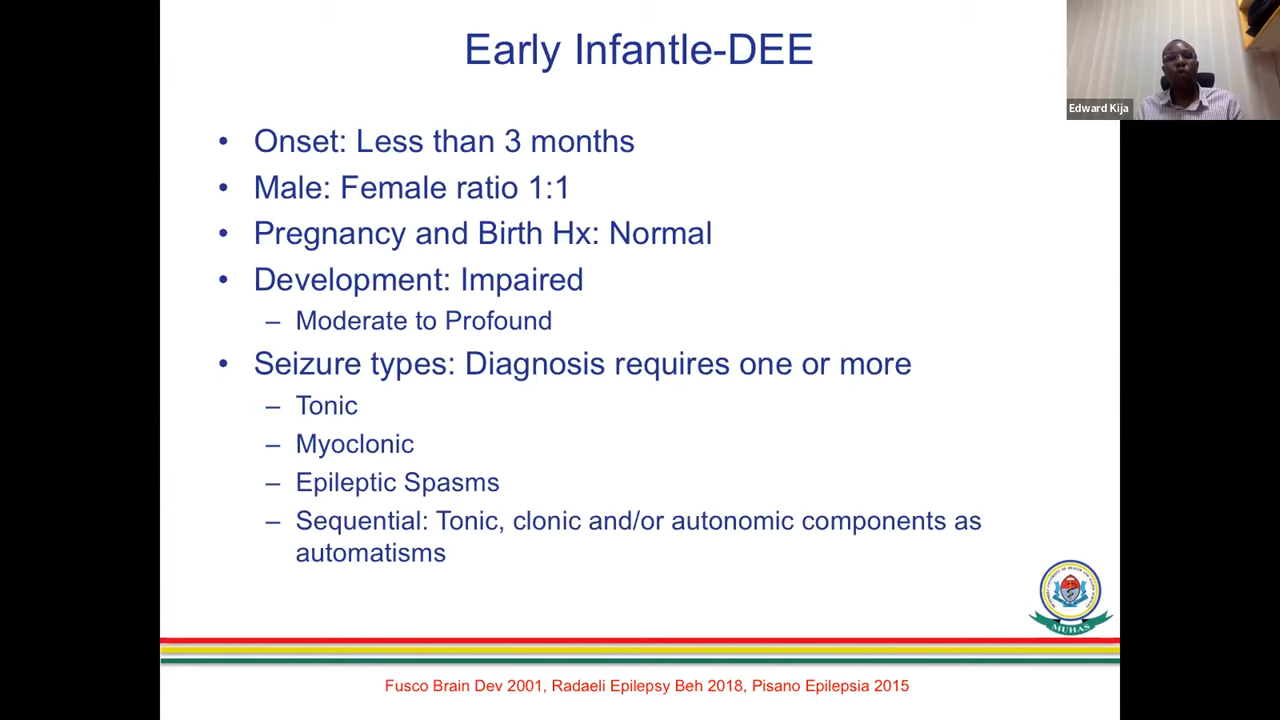 Early Infantle-DEE
Edward Kija
• Onset: Less than 3 months
• Male: Female ratio 1:1
• Pregnancy and Birth Hx: Normal
• Development: Impaired
– Moderate to Profound
• Seizure types: Diagnosis requires one or more
– Tonic
– Myoclonic
– Epileptic Spasms
– Sequential: Tonic, clonic and/or autonomic components as
automatisms
MUHAS
Fusco Brain Dev 2001, Radaeli Epilepsy Beh 2018, Pisano Epilepsia 2015